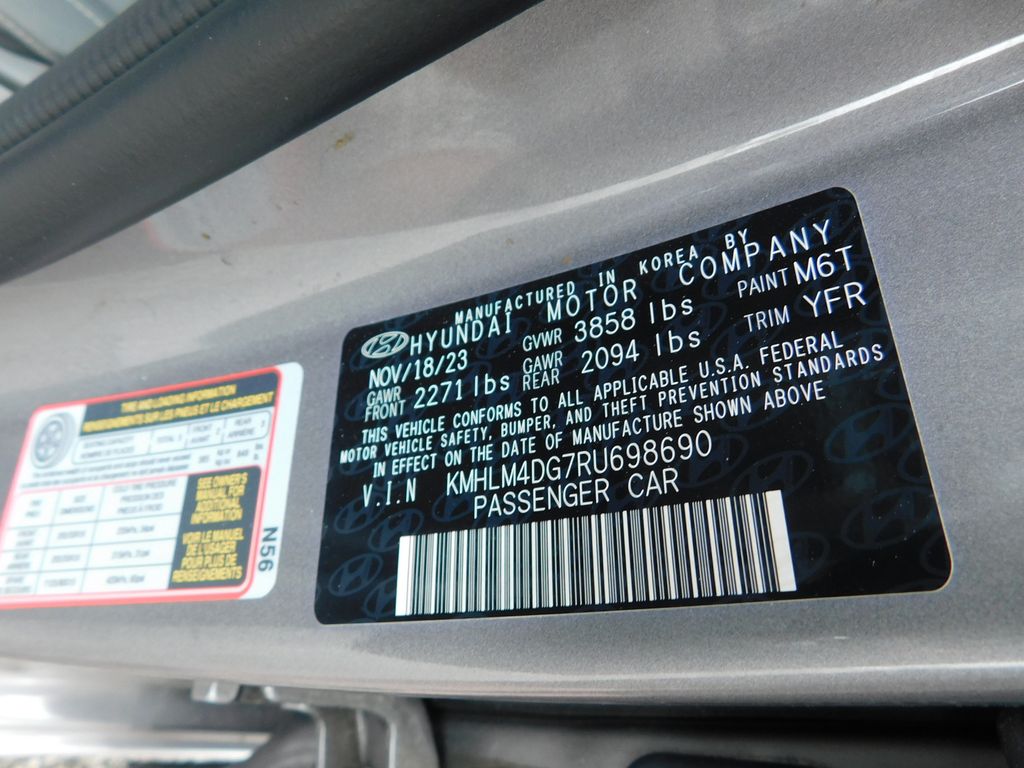 MANUFACTURED IN KOREA BY
HYUNDAI MOTOR COMPANY
NOV/18/23 GVWR 3858 lbs PAINT M6T
GAWR FRONT 2271 lbs GAWR REAR 2094 lbs TRIM YFR
THIS VEHICLE CONFORMS TO ALL APPLICABLE U.S.A. FEDERAL
MOTOR VEHICLE SAFETY, BUMPER, AND THEFT PREVENTION STANDARDS
IN EFFECT ON THE DATE OF MANUFACTURE SHOWN ABOVE
V.I.N KMHLM4DG7RU698690
PASSENGER CAR
TIRE AND LOADING INFORMATION
RENSEIGNEMENTS SUR LES PNEUS ET LE CHARGEMENT
SEE OWNER'S
MANUAL FOR
ADDITIONAL
INFORMATION
VOIR LE MANUEL
DE L'USAGER
POUR PLUS DE
RENSEIGNEMENTS
N56